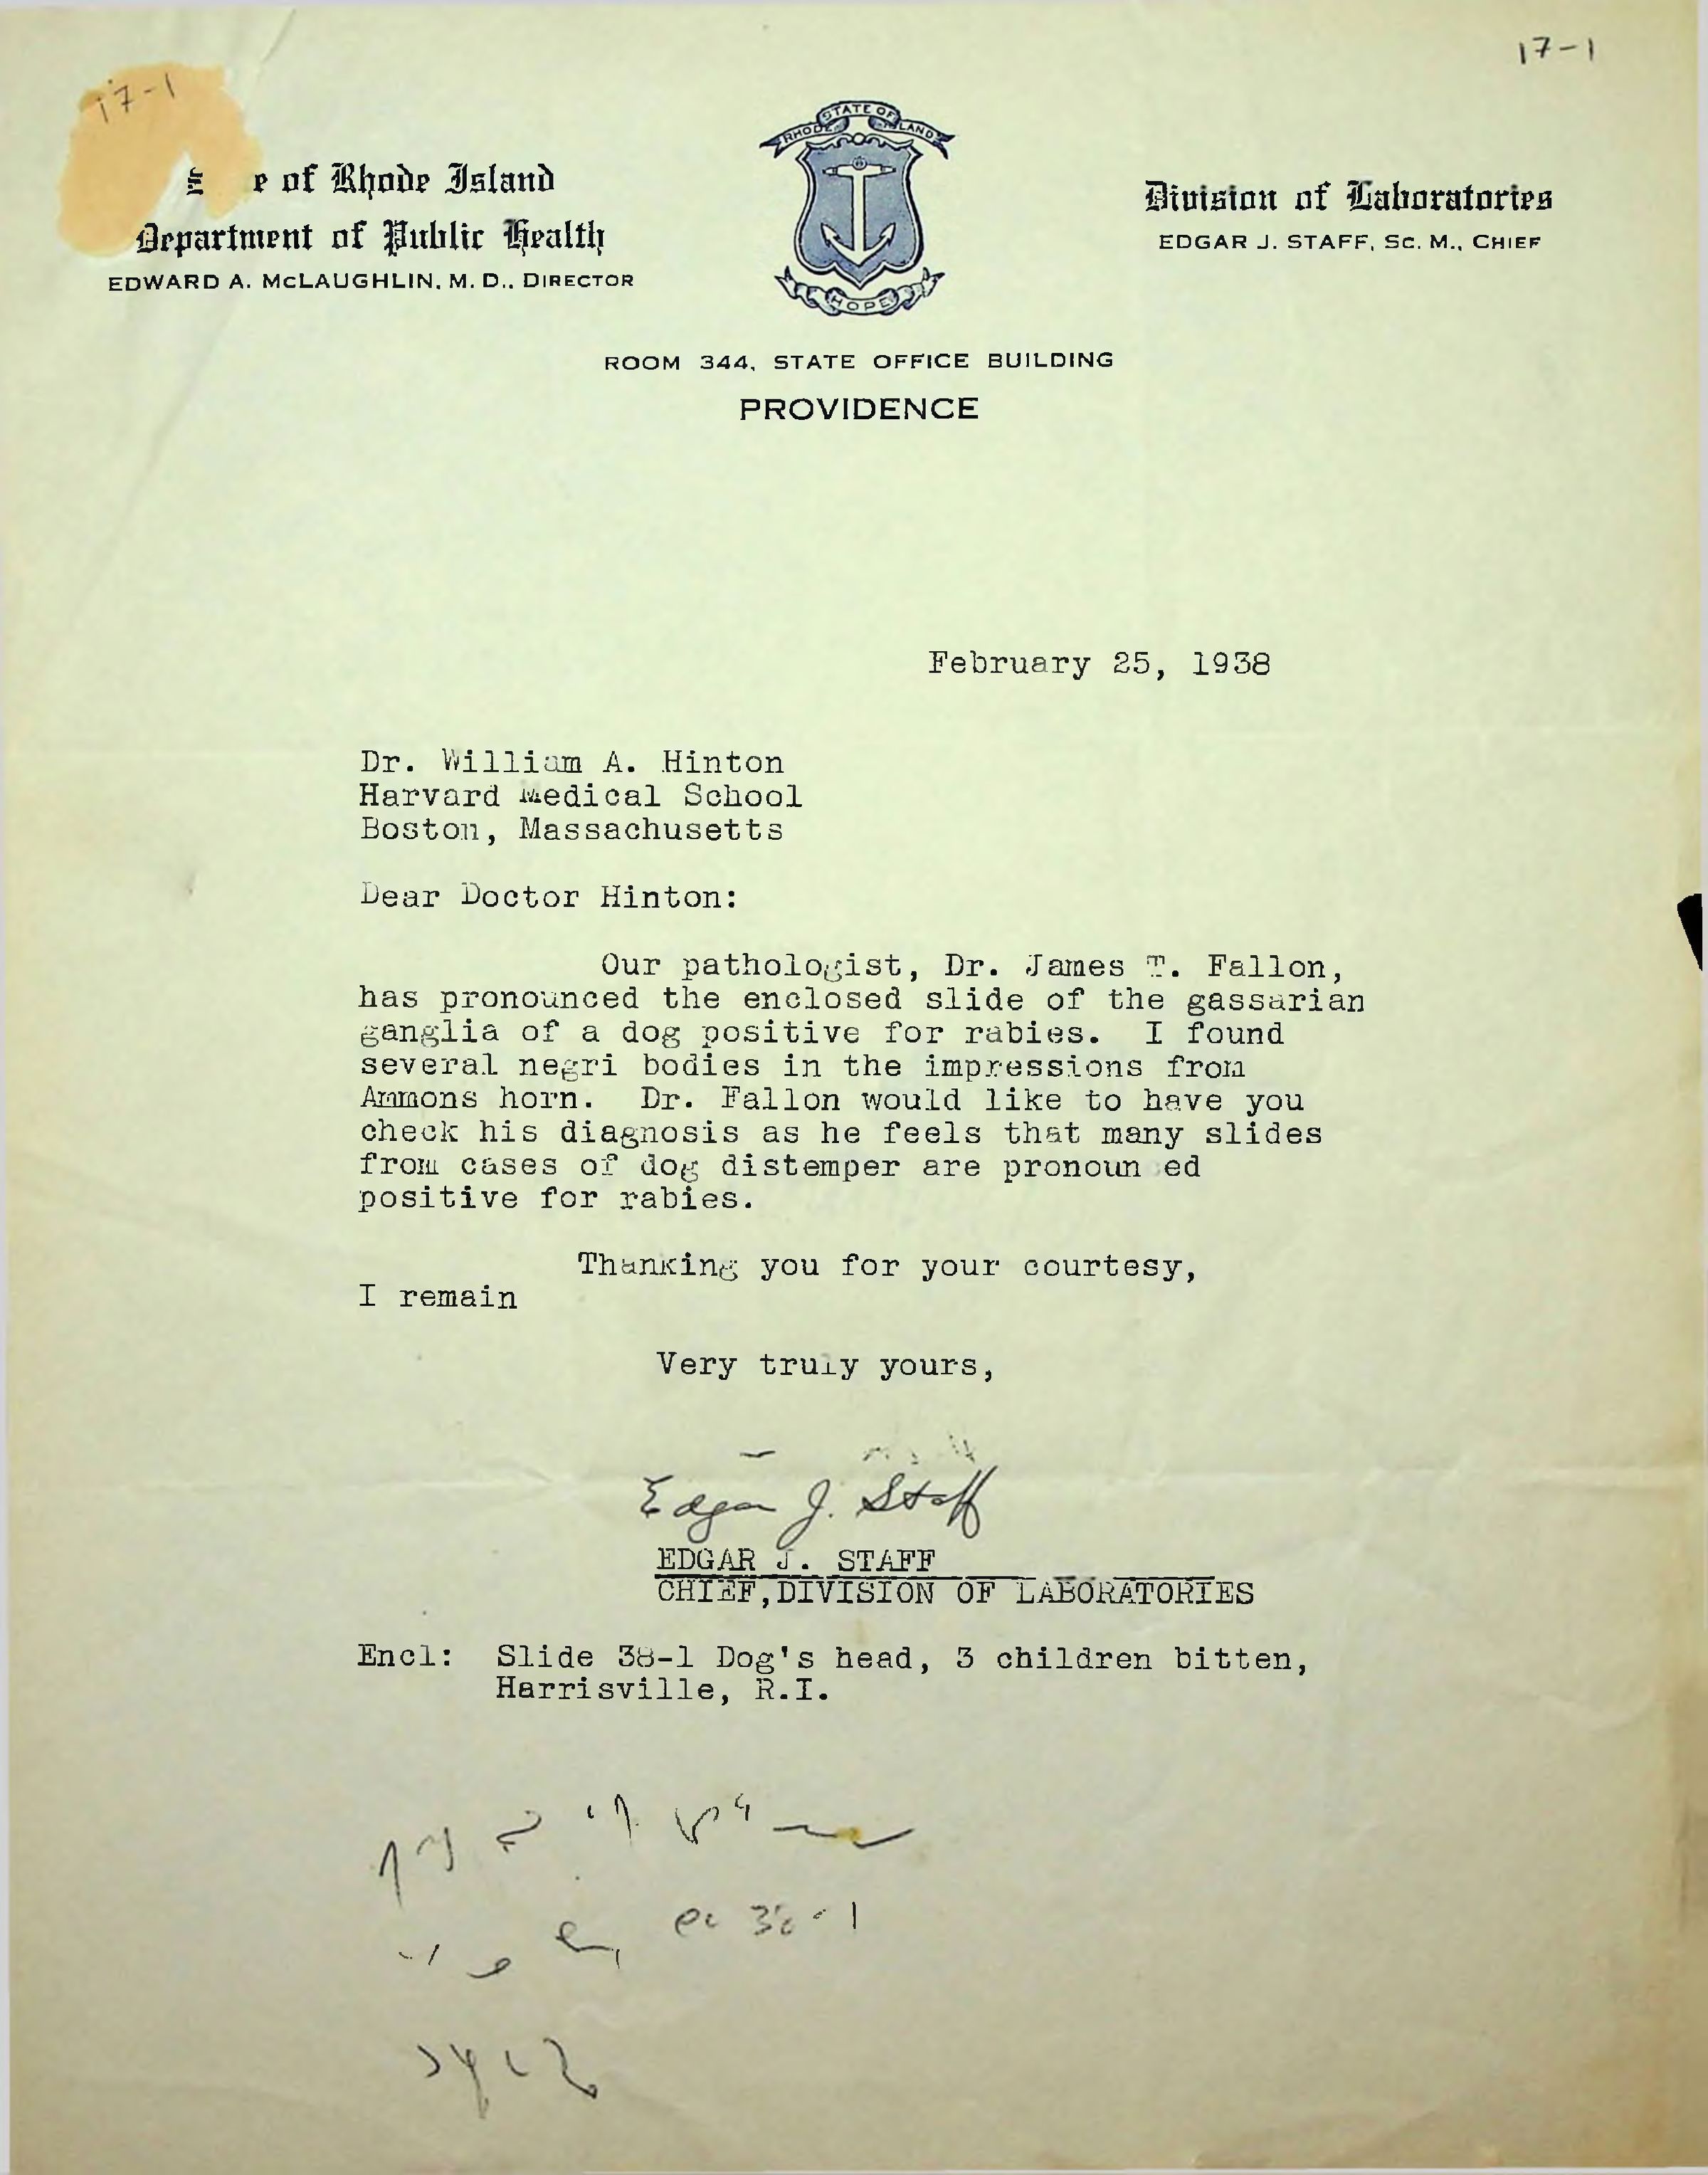 17-1
17-1
STATE OF
RHODE ISLAND
HOPE
e of Rhode Island
Department of Public Health
EDWARD A. McLAUGHLIN, M. D., DIRECTOR
Division of Laboratories
EDGAR J. STAFF, Sc. M., CHIEF
ROOM 344, STATE OFFICE BUILDING
PROVIDENCE
February 25, 1938
Dr. William A. Hinton
Harvard Medical School
Boston, Massachusetts
Dear Doctor Hinton:
Our pathologist, Dr. James T. Fallon,
has pronounced the enclosed slide of the gassarian
ganglia of a dog positive for rabies. I found
several negri bodies in the impressions from
Ammons horn. Dr. Fallon would like to have you
check his diagnosis as he feels that many slides
from cases of dog distemper are pronoun ed
positive for rabies.
Thanking you for your courtesy,
I remain
Very truly yours,
Edgar J. Staff
EDGAR J. STAFF
CHIEF,DIVISION OF LABORATORIES
Encl: Slide 38-1 Dog's head, 3 children bitten,
Harrisville, R.I.
38-1